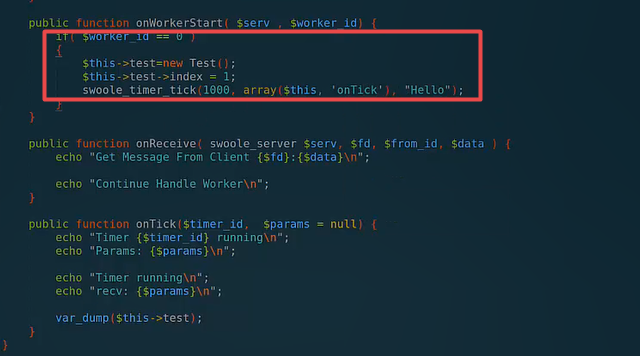 public function onWorkerStart( $serv , $worker_id) {
if( $worker_id == 0 )
{
$this->test=new Test();
$this->test->index = 1;
swoole_timer_tick(1000, array($this, 'onTick'), "Hello");
}
}
public function onReceive( swoole_server $serv, $fd, $from_id, $data ) {
echo "Get Message From Client {$fd}:{$data}\n";
echo "Continue Handle Worker\n";
}
public function onTick($timer_id,  $params = null) {
echo "Timer {$timer_id} running\n";
echo "Params: {$params}\n";
echo "Timer running\n";
echo "recv: {$params}\n";
var_dump($this->test);
}
}